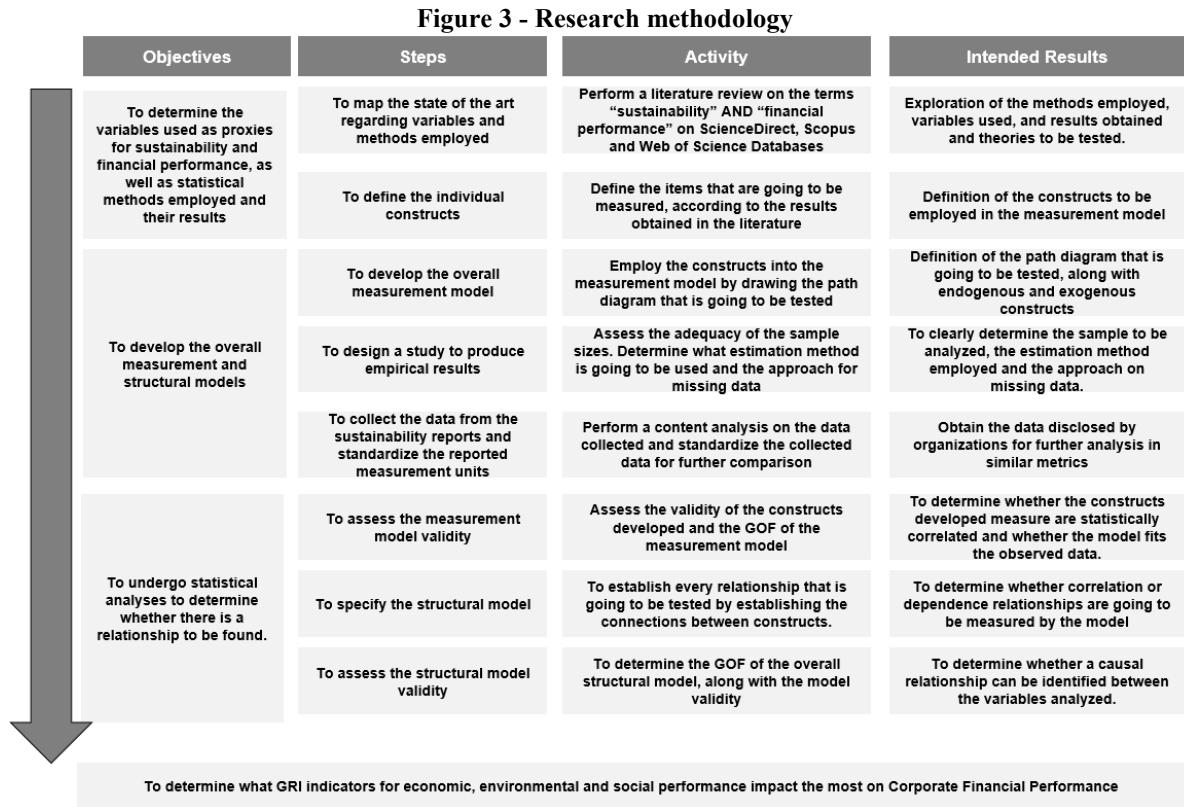 Figure 3 - Research methodology
Objectives
Steps
Activity
Intended Results
To determine the
variables used as proxies
for sustainability and
financial performance, as
well as statistical
methods employed and
their results
To map the state of the art
regarding variables and
methods employed
Perform a literature review on the terms
“sustainability” AND “financial
performance” on ScienceDirect, Scopus
and Web of Science Databases
Exploration of the methods employed,
variables used, and results obtained
and theories to be tested.
To define the individual
constructs
Define the items that are going to be
measured, according to the results
obtained in the literature
Definition of the constructs to be
employed in the measurement model
To develop the overall
measurement and
structural models
To develop the overall
measurement model
Employ the constructs into the
measurement model by drawing the path
diagram that is going to be tested
Definition of the path diagram that is
going to be tested, along with
endogenous and exogenous
constructs
To design a study to produce
empirical results
Assess the adequacy of the sample
sizes. Determine what estimation method
is going to be used and the approach for
missing data
To clearly determine the sample to be
analyzed, the estimation method
employed and the approach on
missing data.
To collect the data from the
sustainability reports and
standardize the reported
measurement units
Perform a content analysis on the data
collected and standardize the collected
data for further comparison
Obtain the data disclosed by
organizations for further analysis in
similar metrics
To undergo statistical
analyses to determine
whether there is a
relationship to be found.
To assess the measurement
model validity
Assess the validity of the constructs
developed and the GOF of the
measurement model
To determine whether the constructs
developed measure are statistically
correlated and whether the model fits
the observed data.
To specify the structural model
To establish every relationship that is
going to be tested by establishing the
connections between constructs.
To determine whether correlation or
dependence relationships are going to
be measured by the model
To assess the structural model
validity
To determine the GOF of the overall
structural model, along with the model
validity
To determine whether a causal
relationship can be identified between
the variables analyzed.
To determine what GRI indicators for economic, environmental and social performance impact the most on Corporate Financial Performance